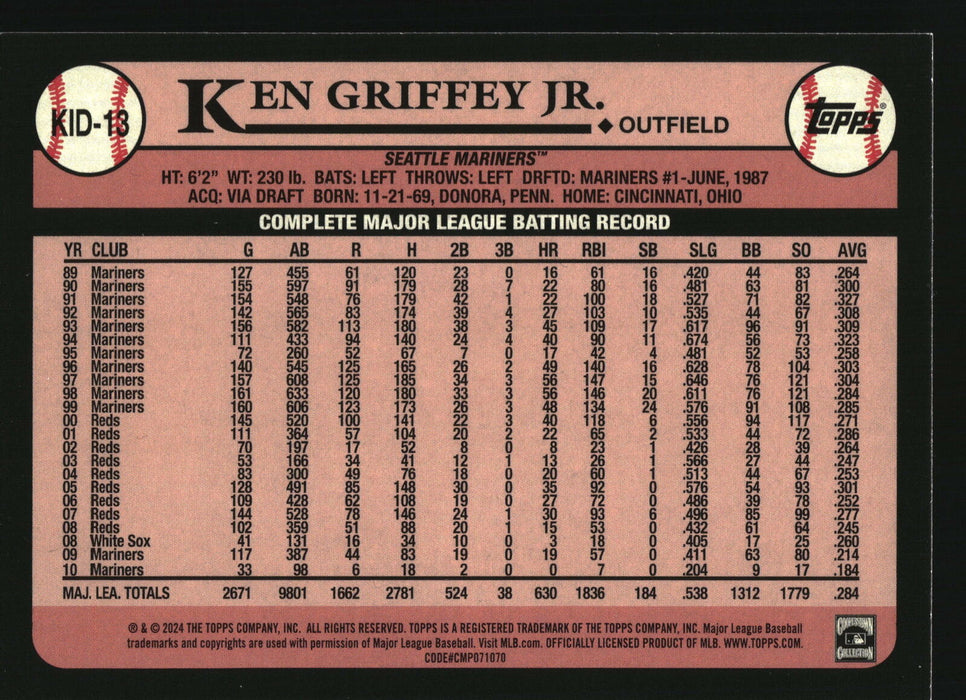 KID-13
KEN GRIFFEY JR.
◆ OUTFIELD
TOPPS®
SEATTLE MARINERS™
HT: 6'2" WT: 230 lb. BATS: LEFT THROWS: LEFT DRFTD: MARINERS #1-JUNE, 1987
ACQ: VIA DRAFT BORN: 11-21-69, DONORA, PENN. HOME: CINCINNATI, OHIO
COMPLETE MAJOR LEAGUE BATTING RECORD
YR CLUB G AB R H 2B 3B HR RBI SB SLG BB SO AVG
89 Mariners 127 455 61 120 23 0 16 61 16 .420 44 83 .264
90 Mariners 155 597 91 179 28 7 22 80 16 .481 63 81 .300
91 Mariners 154 548 76 179 42 1 22 100 18 .527 71 82 .327
92 Mariners 142 565 83 174 39 4 27 103 10 .535 44 67 .308
93 Mariners 156 582 113 180 38 3 45 109 17 .617 96 91 .309
94 Mariners 111 433 94 140 24 4 40 90 11 .674 56 73 .323
95 Mariners 72 260 52 67 7 0 17 42 4 .481 52 53 .258
96 Mariners 140 545 125 165 26 2 49 140 16 .628 78 104 .303
97 Mariners 157 608 125 185 34 3 56 147 15 .646 76 121 .304
98 Mariners 161 633 120 180 33 3 56 146 20 .611 76 121 .284
99 Mariners 160 606 123 173 26 3 48 134 24 .576 91 108 .285
00 Reds 145 520 100 141 22 3 40 118 6 .556 94 117 .271
01 Reds 111 364 57 104 20 2 22 65 2 .533 44 72 .286
02 Reds 70 197 17 52 8 0 8 23 1 .426 28 39 .264
03 Reds 53 166 34 41 12 1 13 26 1 .566 27 44 .247
04 Reds 83 300 49 76 18 0 20 60 1 .513 44 67 .253
05 Reds 128 491 85 148 30 0 35 92 0 .576 54 93 .301
06 Reds 109 428 62 108 19 0 27 72 0 .486 39 78 .252
07 Reds 144 528 78 146 24 1 30 93 6 .496 85 99 .277
08 Reds 102 359 51 88 20 1 15 53 0 .432 61 64 .245
08 White Sox 41 131 16 34 10 0 3 18 0 .405 17 25 .260
09 Mariners 117 387 44 83 19 0 19 57 0 .411 63 80 .214
10 Mariners 33 98 6 18 2 0 0 7 0 .204 9 17 .184
MAJ. LEA. TOTALS 2671 9801 1662 2781 524 38 630 1836 184 .538 1312 1779 .284
® & © 2024 THE TOPPS COMPANY, INC. ALL RIGHTS RESERVED. TOPPS IS A REGISTERED TRADEMARK OF THE TOPPS COMPANY, INC. Major League Baseball
trademarks and copyrights are used with permission of Major League Baseball. Visit MLB.com. OFFICIALLY LICENSED PRODUCT OF MLB. WWW.TOPPS.COM.
CODE#CMP071070
COOPERSTOWN
COLLECTION